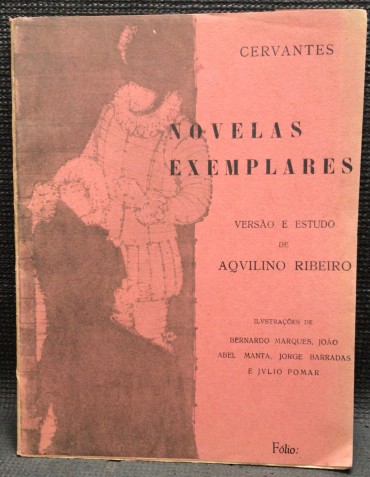 CERVANTES
NOVELAS
EXEMPLARES
VERSÃO E ESTUDO
DE
AQVILINO RIBEIRO
ILVSTRAÇÕES DE
BERNARDO MARQUES, JOÃO
ABEL MANTA, JORGE BARRADAS
E JVLIO POMAR
Fólio: